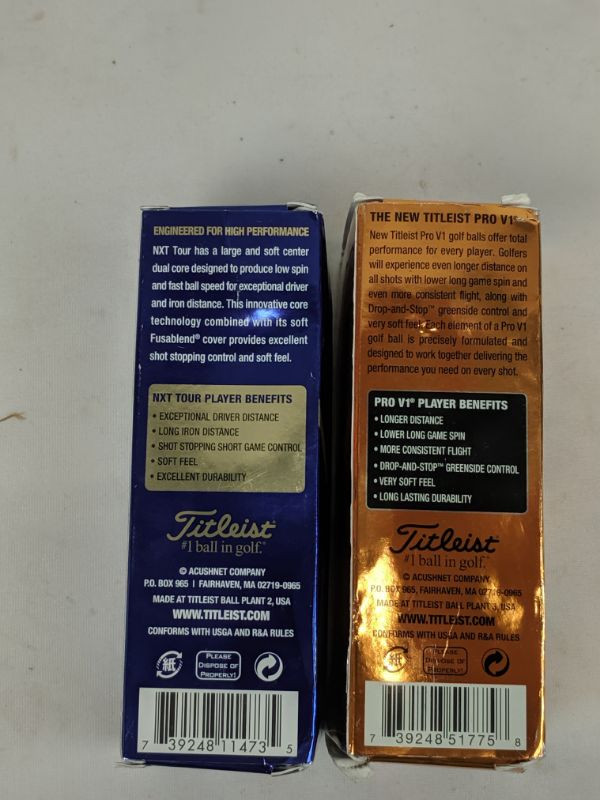 ENGINEERED FOR HIGH PERFORMANCE
NXT Tour has a large and soft center
dual core designed to produce low spin
and fast ball speed for exceptional driver
and iron distance. This innovative core
technology combined with its soft
Fusablend® cover provides excellent
shot stopping control and soft feel.
NXT TOUR PLAYER BENEFITS
• EXCEPTIONAL DRIVER DISTANCE
• LONG IRON DISTANCE
• SHOT STOPPING SHORT GAME CONTROL
• SOFT FEEL
• EXCELLENT DURABILITY
Titleist
#1 ball in golf.®
© ACUSHNET COMPANY
P.O. BOX 965 | FAIRHAVEN, MA 02719-0965
MADE AT TITLEIST BALL PLANT 2, USA
WWW.TITLEIST.COM
CONFORMS WITH USGA AND R&A RULES
紙
PLEASE
DISPOSE OF
PROPERLY!
7 39248 11473 5
THE NEW TITLEIST PRO V1®
New Titleist Pro V1 golf balls offer total
performance for every player. Golfers
will experience even longer distance on
all shots with lower long game spin and
even more consistent flight, along with
Drop-and-Stop™ greenside control and
very soft feel. Each element of a Pro V1
golf ball is precisely formulated and
designed to work together delivering the
performance you need on every shot.
PRO V1® PLAYER BENEFITS
• LONGER DISTANCE
• LOWER LONG GAME SPIN
• MORE CONSISTENT FLIGHT
• DROP-AND-STOP™ GREENSIDE CONTROL
• VERY SOFT FEEL
• LONG LASTING DURABILITY
Titleist
#1 ball in golf.®
© ACUSHNET COMPANY
P.O. BOX 965, FAIRHAVEN, MA 02719-0965
MADE AT TITLEIST BALL PLANT 3, USA
WWW.TITLEIST.COM
CONFORMS WITH USGA AND R&A RULES
紙
PLEASE
DISPOSE OF
PROPERLY!
7 39248 51775 8